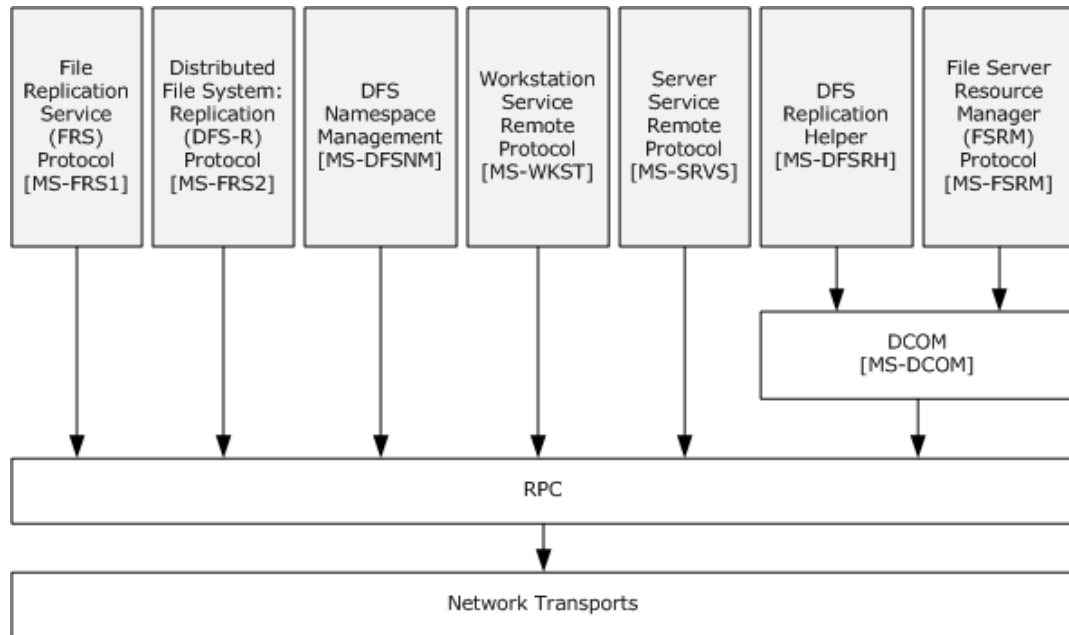 File
Replication
Service
(FRS)
Protocol
[MS-FRS1]
Distributed
File System:
Replication
(DFS-R)
Protocol
[MS-FRS2]
DFS
Namespace
Management
[MS-DFSNM]
Workstation
Service
Remote
Protocol
[MS-WKST]
Server
Service
Remote
Protocol
[MS-SRVS]
DFS
Replication
Helper
[MS-DFSRH]
File Server
Resource
Manager
(FSRM)
Protocol
[MS-FSRM]
DCOM
[MS-DCOM]
RPC
Network Transports